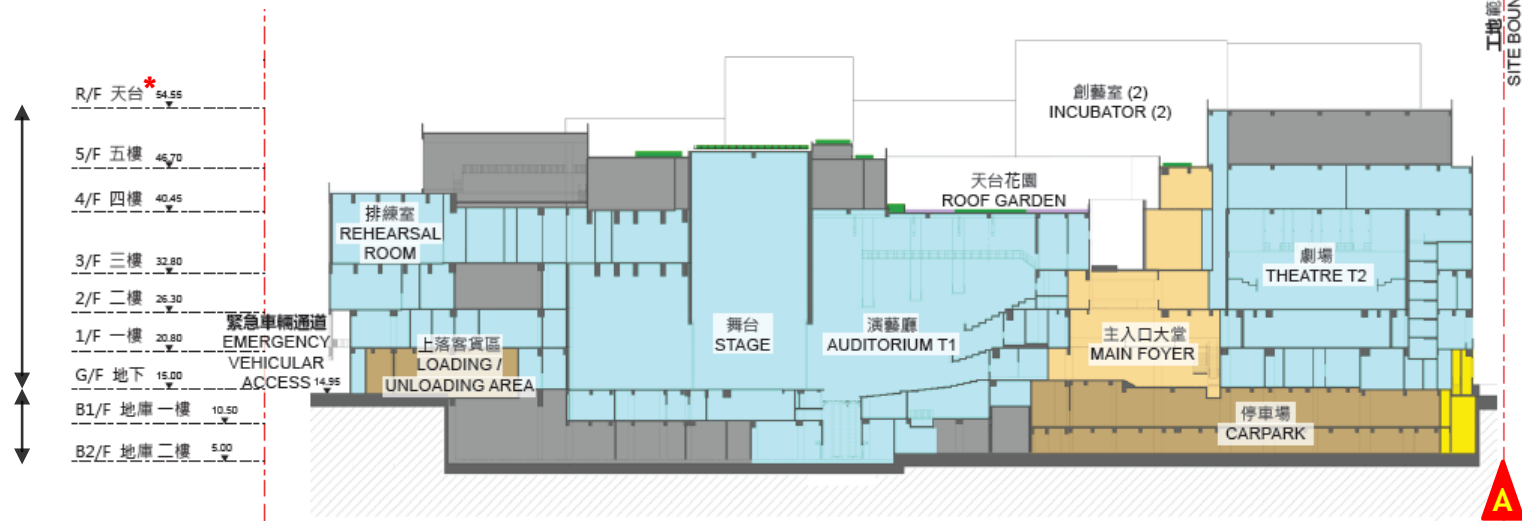 R/F 天台* 54.55
5/F 五樓 46.70
4/F 四樓 40.45
3/F 三樓 32.80
2/F 二樓 26.30
1/F 一樓 20.80
G/F 地下 15.00
B1/F 地庫一樓 10.50
B2/F 地庫二樓 5.00
緊急車輛通道
EMERGENCY
VEHICULAR
ACCESS 14.95
排練室
REHEARSAL
ROOM
上落客貨區
LOADING /
UNLOADING AREA
舞台
STAGE
演藝廳
AUDITORIUM T1
天台花園
ROOF GARDEN
創藝室 (2)
INCUBATOR (2)
主入口大堂
MAIN FOYER
劇場
THEATRE T2
停車場
CARPARK
工地範
SITE BOUN
A